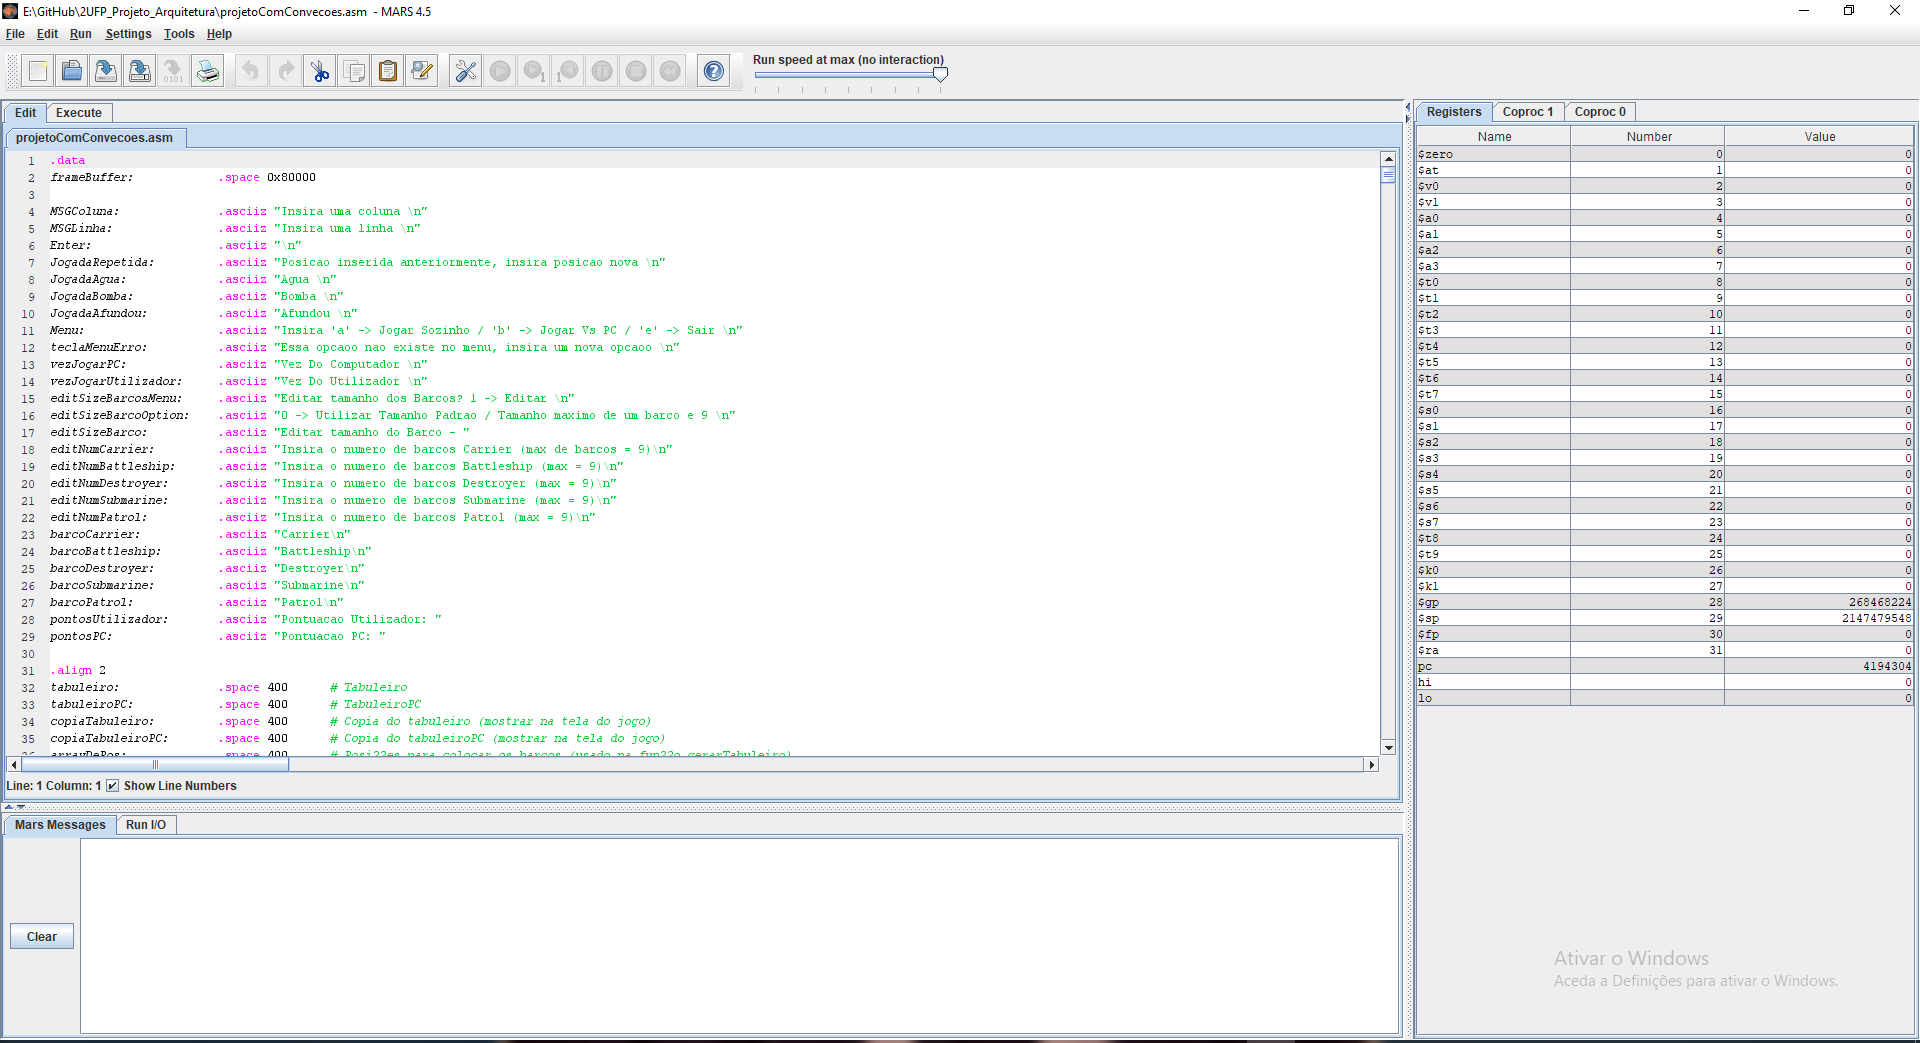 E:\GitHub\2UFP_Projeto_Arquitetura\projetoComConvecoes.asm - MARS 4.5
File Edit Run Settings Tools Help
Run speed at max (no interaction)
Edit Execute
projetoComConvecoes.asm
1 .data
2 frameBuffer: .space 0x80000
3
4 MSGColuna: .asciiz "Insira uma coluna \n"
5 MSGLinha: .asciiz "Insira uma linha \n"
6 Enter: .asciiz "\n"
7 JogadaRepetida: .asciiz "Posicao inserida anteriormente, insira posicao nova \n"
8 JogadaAgua: .asciiz "Agua \n"
9 JogadaBomba: .asciiz "Bomba \n"
10 JogadaAfundou: .asciiz "Afundou \n"
11 Menu: .asciiz "Insira 'a' -> Jogar Sozinho / 'b' -> Jogar Vs PC / 'e' -> Sair \n"
12 teclaMenuErro: .asciiz "Essa opcaoo nao existe no menu, insira um nova opcaoo \n"
13 vezJogarPC: .asciiz "Vez Do Computador \n"
14 vezJogarUtilizador: .asciiz "Vez Do Utilizador \n"
15 editSizeBarcosMenu: .asciiz "Editar tamanho dos Barcos? 1 -> Editar \n"
16 editSizeBarcoOption: .asciiz "0 -> Utilizar Tamanho Padrao / Tamanho maximo de um barco e 9 \n"
17 editSizeBarco: .asciiz "Editar tamanho do Barco - "
18 editNumCarrier: .asciiz "Insira o numero de barcos Carrier (max de barcos = 9)\n"
19 editNumBattleship: .asciiz "Insira o numero de barcos Battleship (max = 9)\n"
20 editNumDestroyer: .asciiz "Insira o numero de barcos Destroyer (max = 9)\n"
21 editNumSubmarine: .asciiz "Insira o numero de barcos Submarine (max = 9)\n"
22 editNumPatrol: .asciiz "Insira o numero de barcos Patrol (max = 9)\n"
23 barcoCarrier: .asciiz "Carrier\n"
24 barcoBattleship: .asciiz "Battleship\n"
25 barcoDestroyer: .asciiz "Destroyer\n"
26 barcoSubmarine: .asciiz "Submarine\n"
27 barcoPatrol: .asciiz "Patrol\n"
28 pontosUtilizador: .asciiz "Pontuacao Utilizador: "
29 pontosPC: .asciiz "Pontuacao PC: "
30
31 .align 2
32 tabuleiro: .space 400 # Tabuleiro
33 tabuleiroPC: .space 400 # TabuleiroPC
34 copiaTabuleiro: .space 400 # Copia do tabuleiro (mostrar na tela do jogo)
35 copiaTabuleiroPC: .space 400 # Copia do tabuleiroPC (mostrar na tela do jogo)
36 arrayDePos: .space 400 # Posi??es para colocar os barcos (usado na fun??o gerarTabuleiro)
Line: 1 Column: 1 Show Line Numbers
Mars Messages Run I/O
Clear
Registers Coproc 1 Coproc 0
Name Number Value
$zero 0 0
$at 1 0
$v0 2 0
$v1 3 0
$a0 4 0
$a1 5 0
$a2 6 0
$a3 7 0
$t0 8 0
$t1 9 0
$t2 10 0
$t3 11 0
$t4 12 0
$t5 13 0
$t6 14 0
$t7 15 0
$s0 16 0
$s1 17 0
$s2 18 0
$s3 19 0
$s4 20 0
$s5 21 0
$s6 22 0
$s7 23 0
$t8 24 0
$t9 25 0
$k0 26 0
$k1 27 0
$gp 28 268468224
$sp 29 2147479548
$fp 30 0
$ra 31 0
pc 4194304
hi 0
lo 0
Ativar o Windows
Aceda a Definições para ativar o Windows.